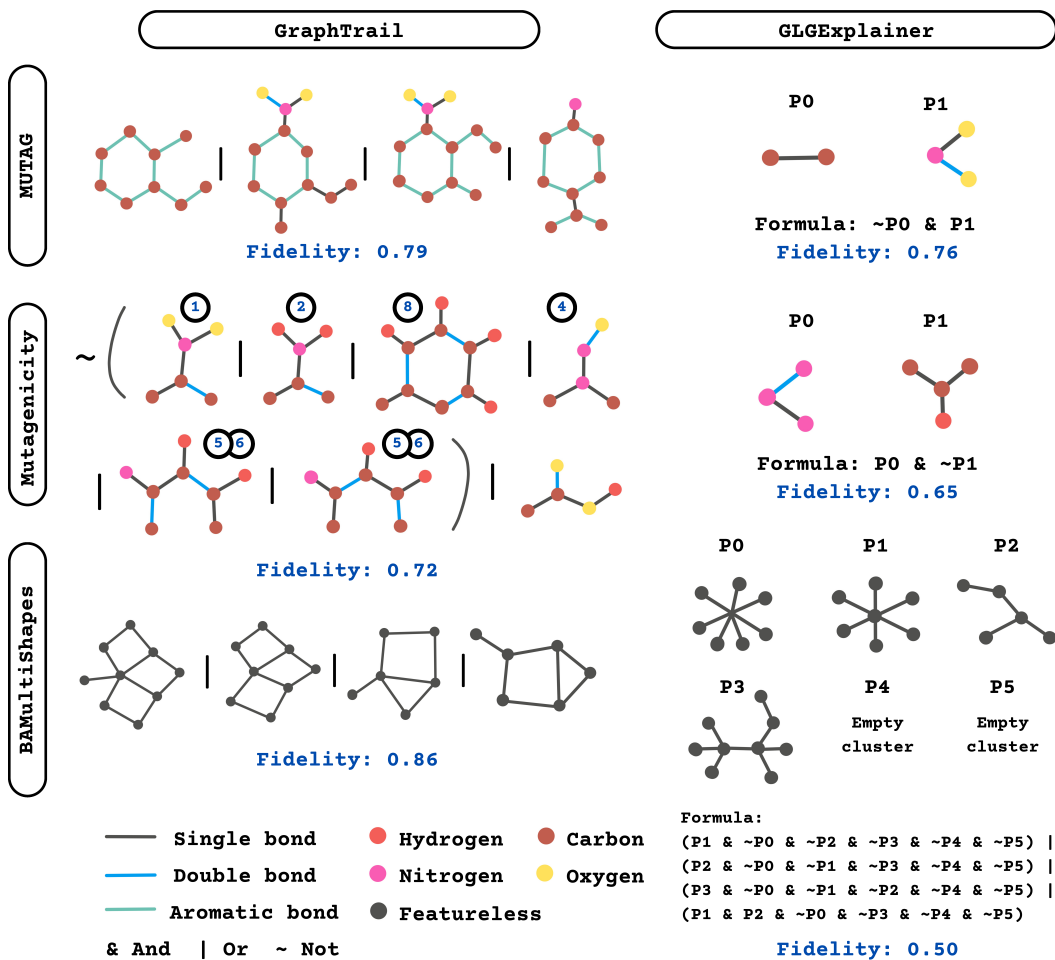 GraphTrail
GLGExplainer
MUTAG
P0
P1
Formula: ~P0 & P1
Fidelity: 0.79
Fidelity: 0.76
Mutagenicity
~
1
|
2
|
8
|
4
|
5 6
|
5 6
|
P0
P1
Formula: P0 & ~P1
Fidelity: 0.72
Fidelity: 0.65
BAMultiShapes
P0
P1
P2
P3
P4
P5
Empty
cluster
Empty
cluster
Fidelity: 0.86
Single bond
Hydrogen
Carbon
Double bond
Nitrogen
Oxygen
Aromatic bond
Featureless
& And | Or ~ Not
Formula:
(P1 & ~P0 & ~P2 & ~P3 & ~P4 & ~P5) |
(P2 & ~P0 & ~P1 & ~P3 & ~P4 & ~P5) |
(P3 & ~P0 & ~P1 & ~P2 & ~P4 & ~P5) |
(P1 & P2 & ~P0 & ~P3 & ~P4 & ~P5)
Fidelity: 0.50